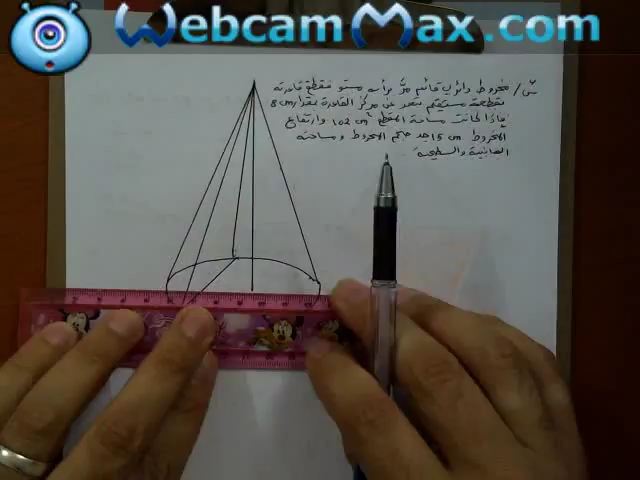 WebcamMax.com
س/ مخروط دائري قائم مرَّ برأسه مستوٍ فقطع قاعدته
بقطعة مستقيم تبعد عن مركز القاعدة بمقدار 8 cm
فإذا كانت مساحة المقطع 102 cm² وارتفاع
المخروط 15 cm جد حجم المخروط ومساحته
الجانبية والسطحية